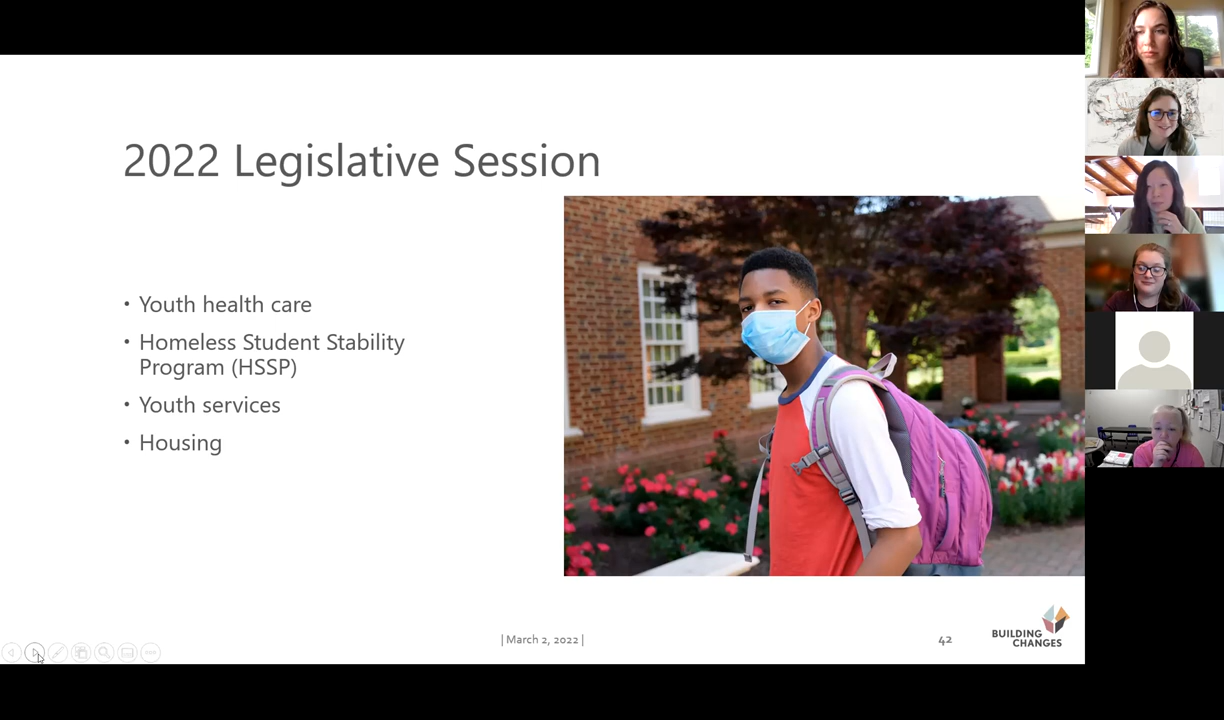 2022 Legislative Session
• Youth health care
• Homeless Student Stability
Program (HSSP)
• Youth services
• Housing
| March 2, 2022 |
42
BUILDING
CHANGES